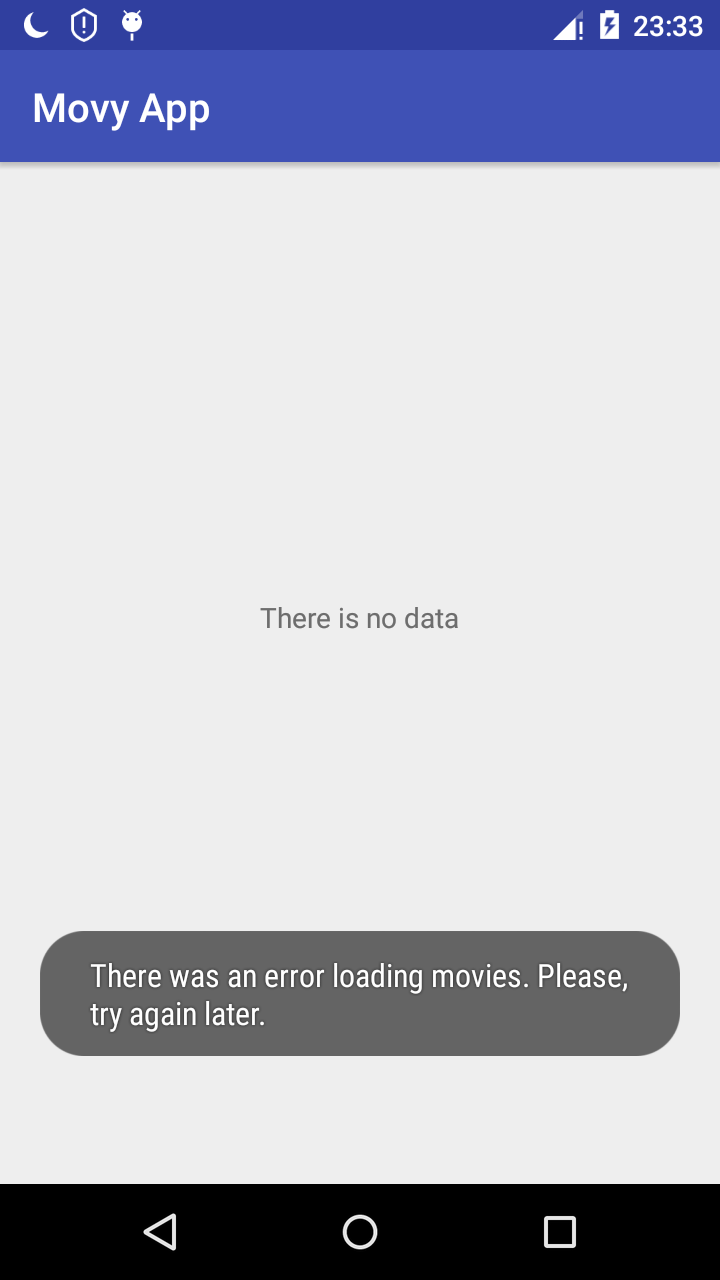 23:33
Movy App
There is no data
There was an error loading movies. Please,
try again later.